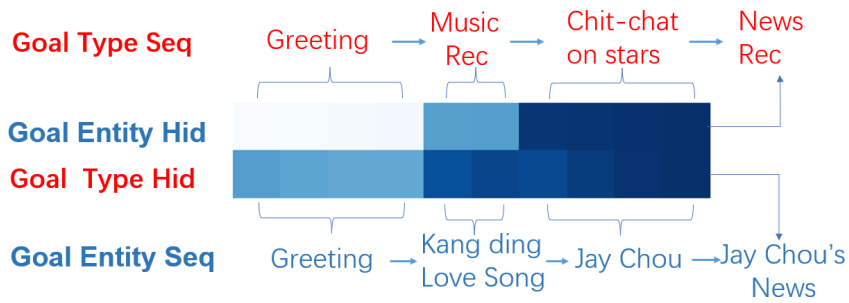 Goal Type Seq
Greeting
Music
Rec
Chit-chat
on stars
News
Rec
Goal Entity Hid
Goal Type Hid
Goal Entity Seq
Greeting
Kang ding
Love Song
Jay Chou
Jay Chou's
News